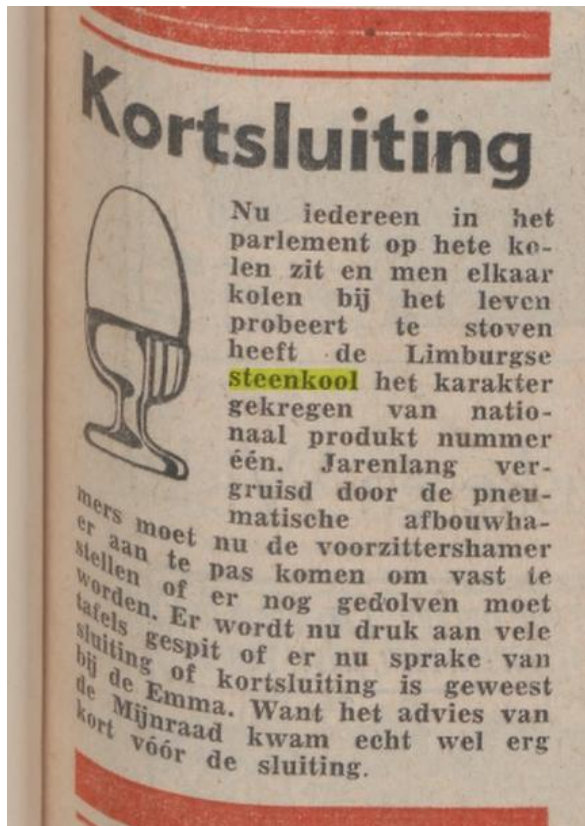 Kortsluiting
Nu iedereen in het
parlement op hete ko-
len zit en men elkaar
kolen bij het leven
probeert te stoven
heeft de Limburgse
steenkool het karakter
gekregen van natio-
naal produkt nummer
één. Jarenlang ver-
gruisd door de pneu-
matische afbouwha-
mers moet nu de voorzittershamer
er aan te pas komen om vast te
stellen of er nog gedolven moet
worden. Er wordt nu druk aan vele
tafels gespit of er nu sprake van
sluiting of kortsluiting is geweest
bij de Emma. Want het advies van
de Mijnraad kwam echt wel erg
kort vóór de sluiting.